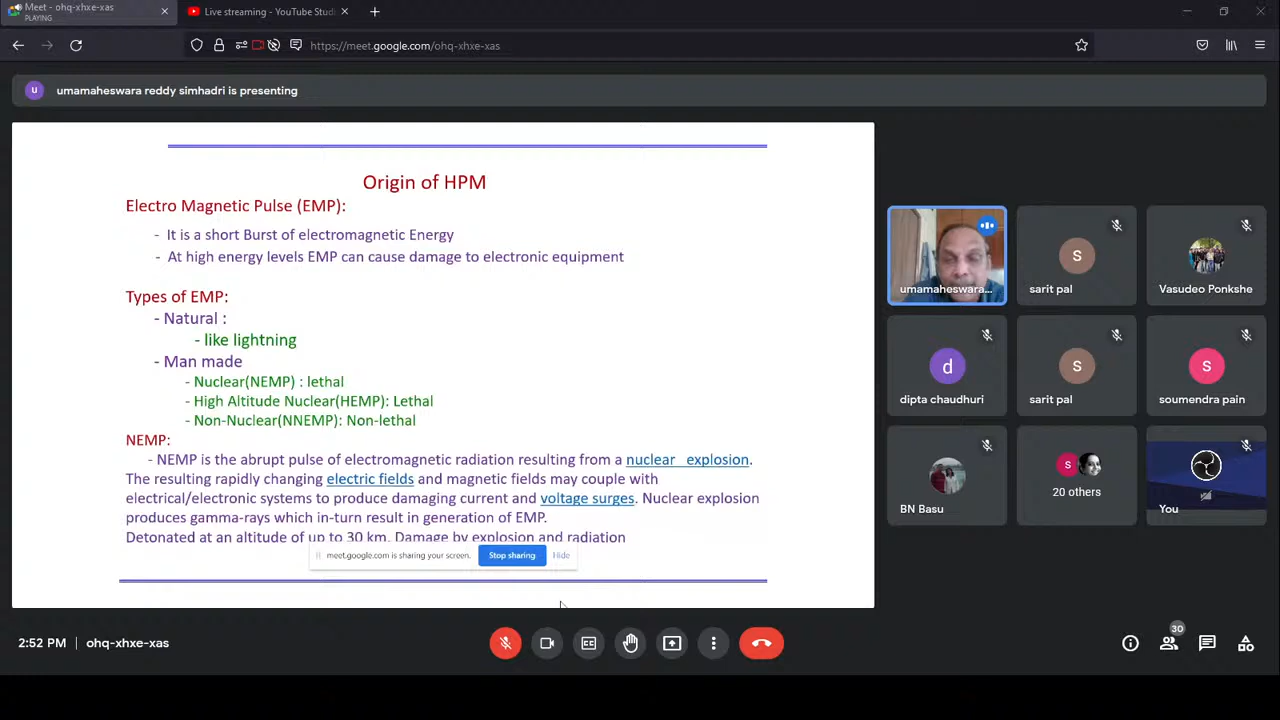 Meet - ohq-xhxe-xas
PLAYING
Live streaming - YouTube Studi
https://meet.google.com/ohq-xhxe-xas
u
umamaheswara reddy simhadri is presenting
Origin of HPM
Electro Magnetic Pulse (EMP):
- It is a short Burst of electromagnetic Energy
- At high energy levels EMP can cause damage to electronic equipment
Types of EMP:
- Natural :
- like lightning
- Man made
- Nuclear(NEMP) : lethal
- High Altitude Nuclear(HEMP): Lethal
- Non-Nuclear(NNEMP): Non-lethal
NEMP:
- NEMP is the abrupt pulse of electromagnetic radiation resulting from a nuclear explosion.
The resulting rapidly changing electric fields and magnetic fields may couple with
electrical/electronic systems to produce damaging current and voltage surges. Nuclear explosion
produces gamma-rays which in-turn result in generation of EMP.
Detonated at an altitude of up to 30 km. Damage by explosion and radiation
meet.google.com is sharing your screen. Stop sharing Hide
umamaheswara...
s
sarit pal
Vasudeo Ponkshe
d
dipta chaudhuri
s
sarit pal
s
soumendra pain
BN Basu
s
20 others
You
2:52 PM | ohq-xhxe-xas
30